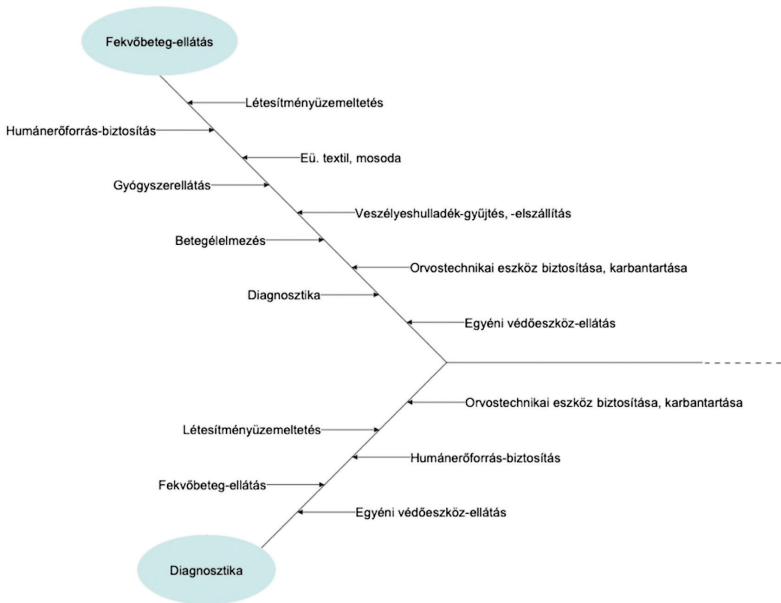 Fekvőbeteg-ellátás
Létesítményüzemeltetés
Humánerőforrás-biztosítás
Eü. textil, mosoda
Gyógyszerellátás
Veszélyeshulladék-gyűjtés, -elszállítás
Betegélelmezés
Orvostechnikai eszköz biztosítása, karbantartása
Diagnosztika
Egyéni védőeszköz-ellátás
Orvostechnikai eszköz biztosítása, karbantartása
Létesítményüzemeltetés
Humánerőforrás-biztosítás
Fekvőbeteg-ellátás
Egyéni védőeszköz-ellátás
Diagnosztika